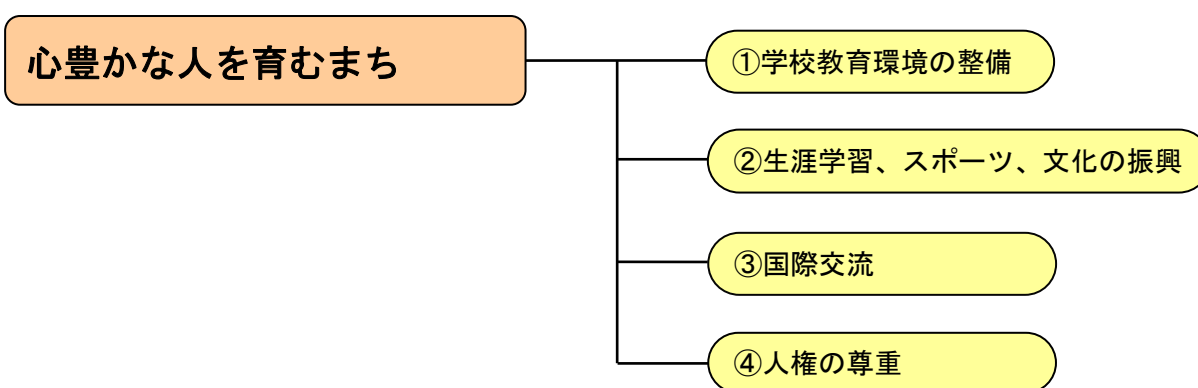 心豊かな人を育むまち
①学校教育環境の整備
②生涯学習、スポーツ、文化の振興
③国際交流
④人権の尊重